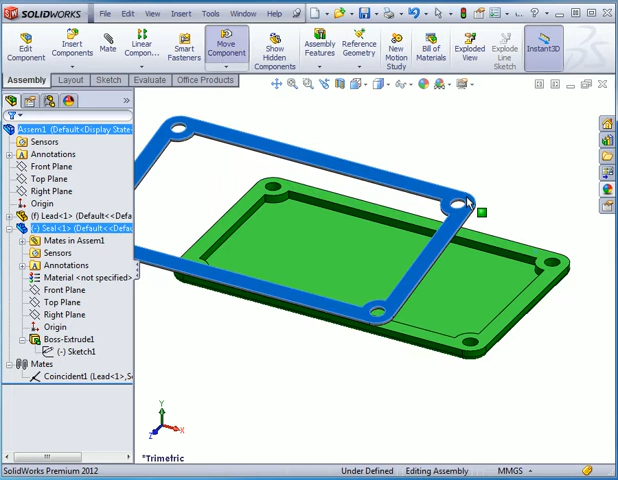 SOLIDWORKS File Edit View Insert Tools Window Help
Edit Component
Insert Components
Mate
Linear Compon...
Smart Fasteners
Move Component
Show Hidden Components
Assembly Features
Reference Geometry
New Motion Study
Bill of Materials
Exploded View
Explode Line Sketch
Instant3D
Assembly Layout Sketch Evaluate Office Products
Assem1 (Default<Display State-
Sensors
Annotations
Front Plane
Top Plane
Right Plane
Origin
(f) Lead<1> (Default<<Defa
(-) Seal<1> (Default<<Defau
Mates in Assem1
Sensors
Annotations
Material <not specified>
Front Plane
Top Plane
Right Plane
Origin
Boss-Extrude1
(-) Sketch1
Mates
Coincident1 (Lead<1>,S
Y
X
Z
*Trimetric
SolidWorks Premium 2012 Under Defined Editing Assembly MMGS